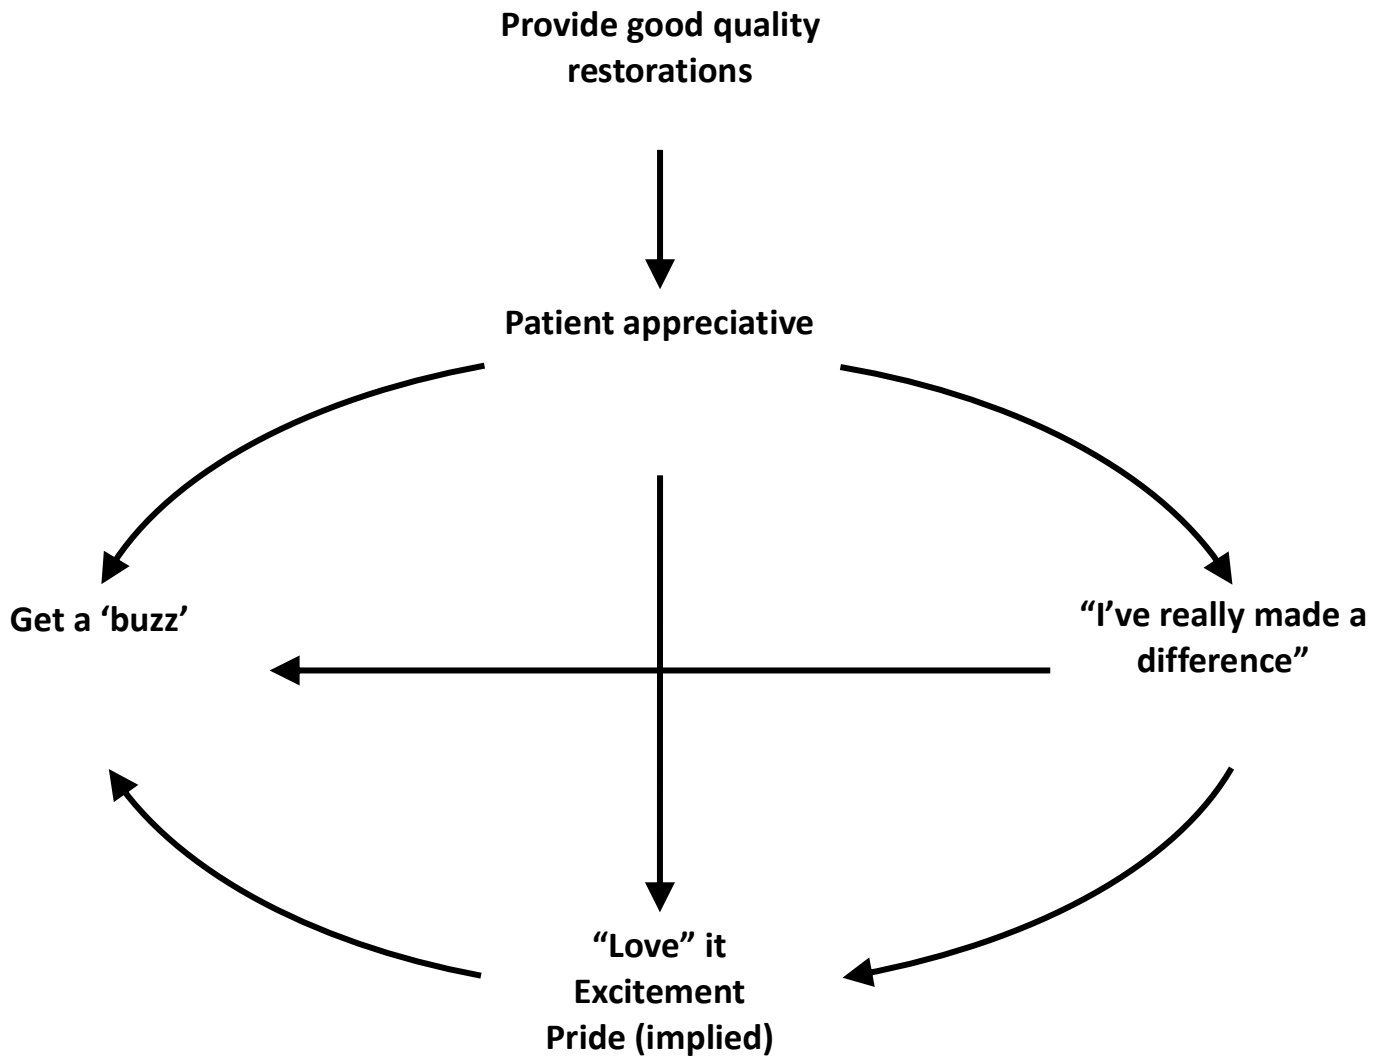 Provide good quality
restorations
Patient appreciative
Get a ‘buzz’
“I’ve really made a
difference”
“Love” it
Excitement
Pride (implied)